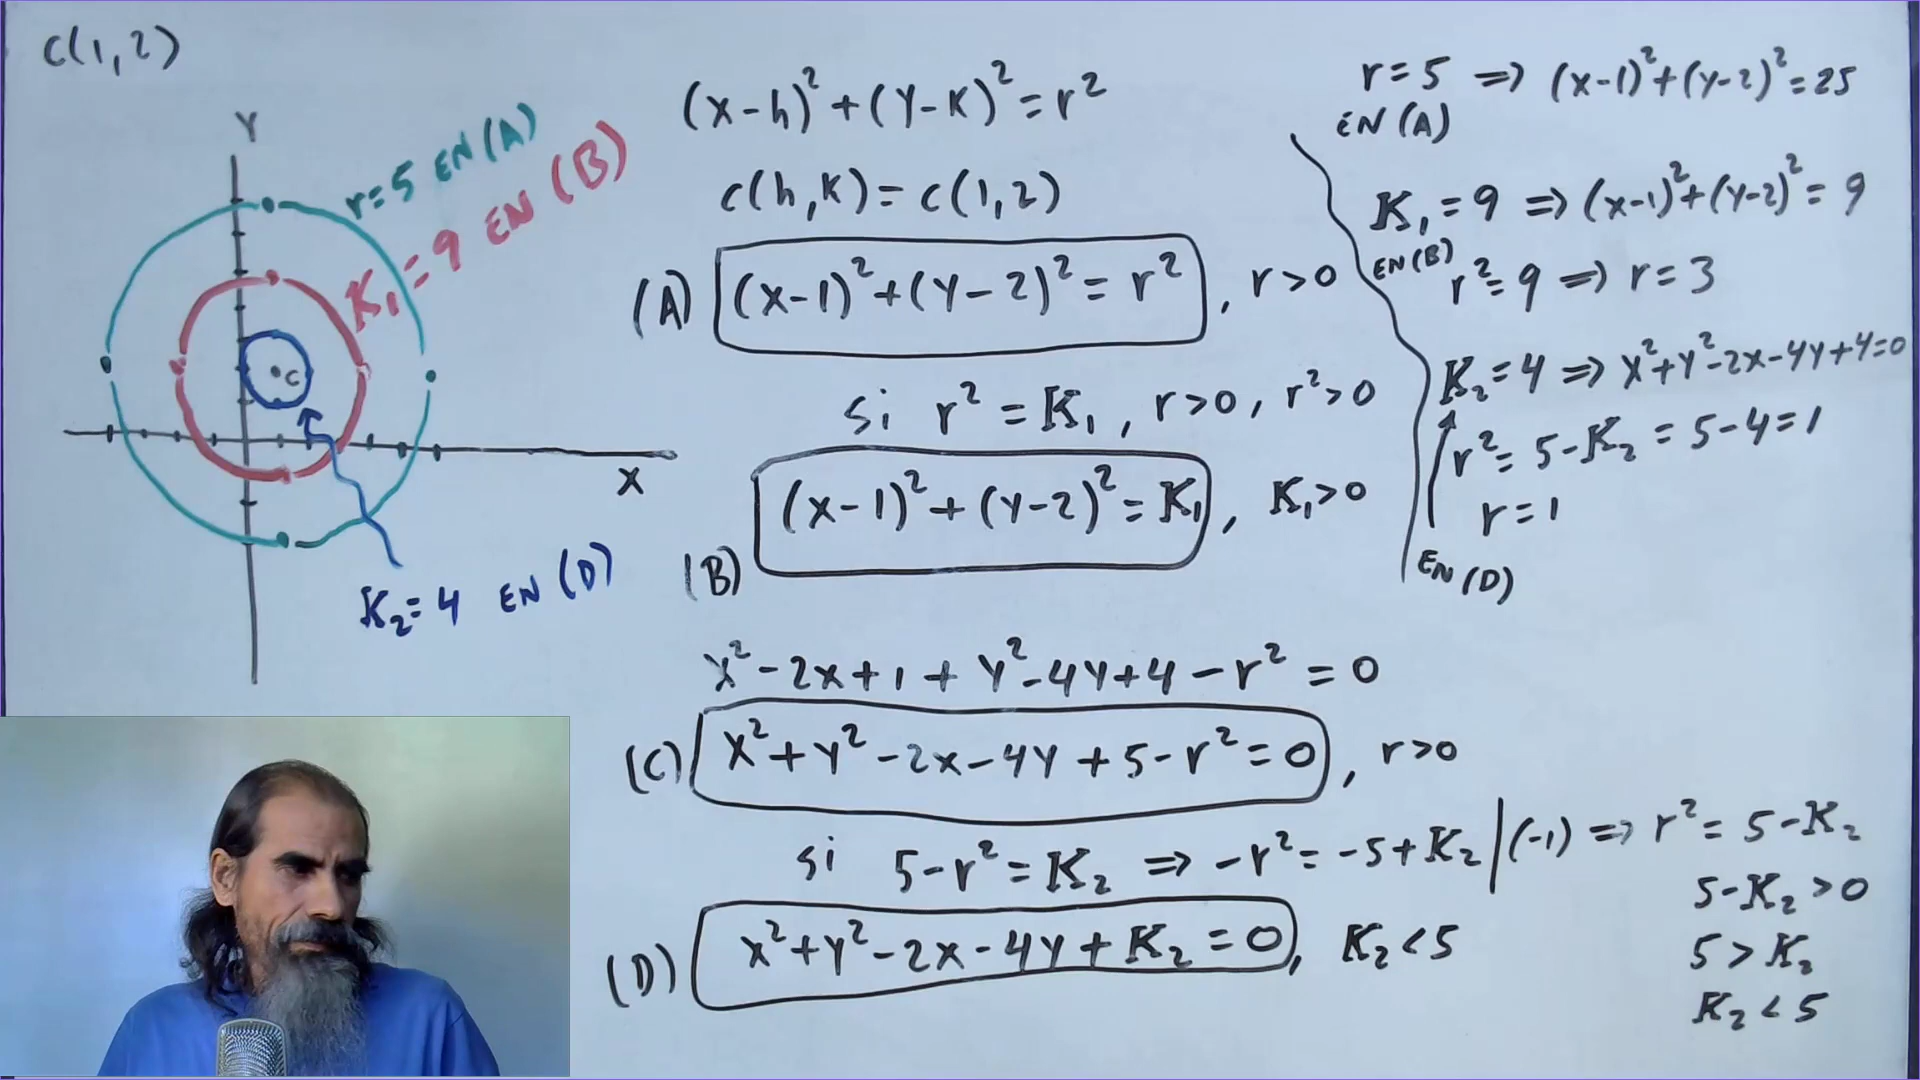 C(1,2)
Y
r=5 EN (A)
K₁=9 EN (B)
C
X
K₂=4 EN (D)
(x-h)²+(y-K)²=r²
C(h,K)=C(1,2)
(A) (x-1)²+(y-2)²=r², r>0
si r²=K₁, r>0, r²>0
(B) (x-1)²+(y-2)²=K₁, K₁>0
x²-2x+1+y²-4y+4-r²=0
(C) x²+y²-2x-4y+5-r²=0, r>0
si 5-r²=K₂ ⇒ -r²=-5+K₂ |(-1) ⇒ r²=5-K₂
5-K₂>0
5>K₂
K₂<5
(D) x²+y²-2x-4y+K₂=0, K₂<5
r=5 ⇒ (x-1)²+(y-2)²=25
EN (A)
K₁=9 ⇒ (x-1)²+(y-2)²=9
EN (B)
r²=9 ⇒ r=3
K₂=4 ⇒ x²+y²-2x-4y+4=0
r²=5-K₂=5-4=1
r=1
EN (D)